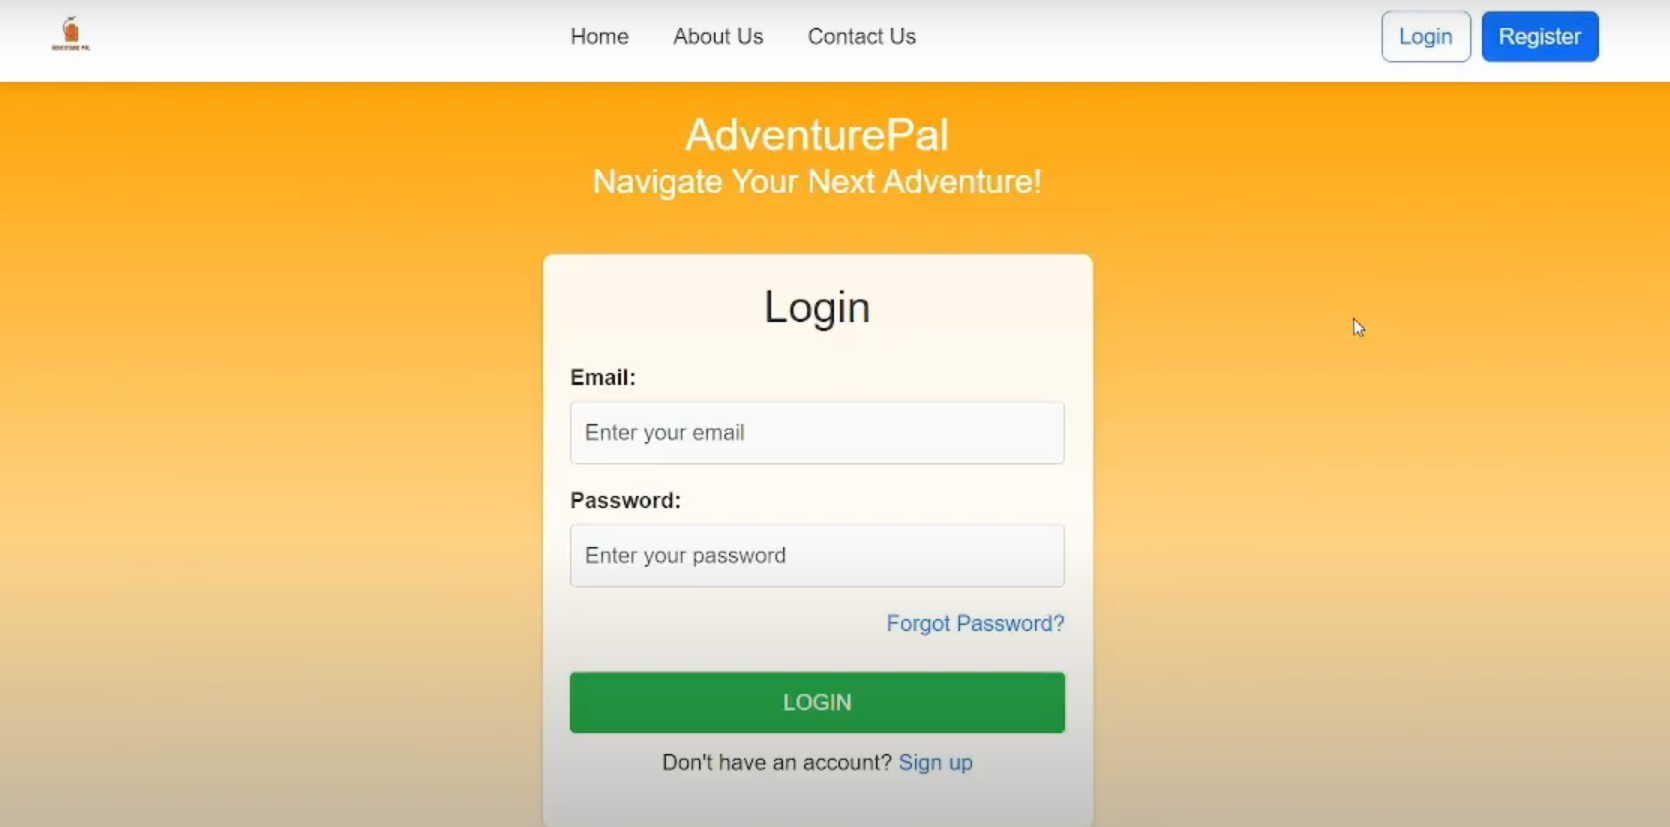 Home
About Us
Contact Us
Login
Register
AdventurePal
Navigate Your Next Adventure!
Login
Email:
Enter your email
Password:
Enter your password
Forgot Password?
LOGIN
Don't have an account? Sign up